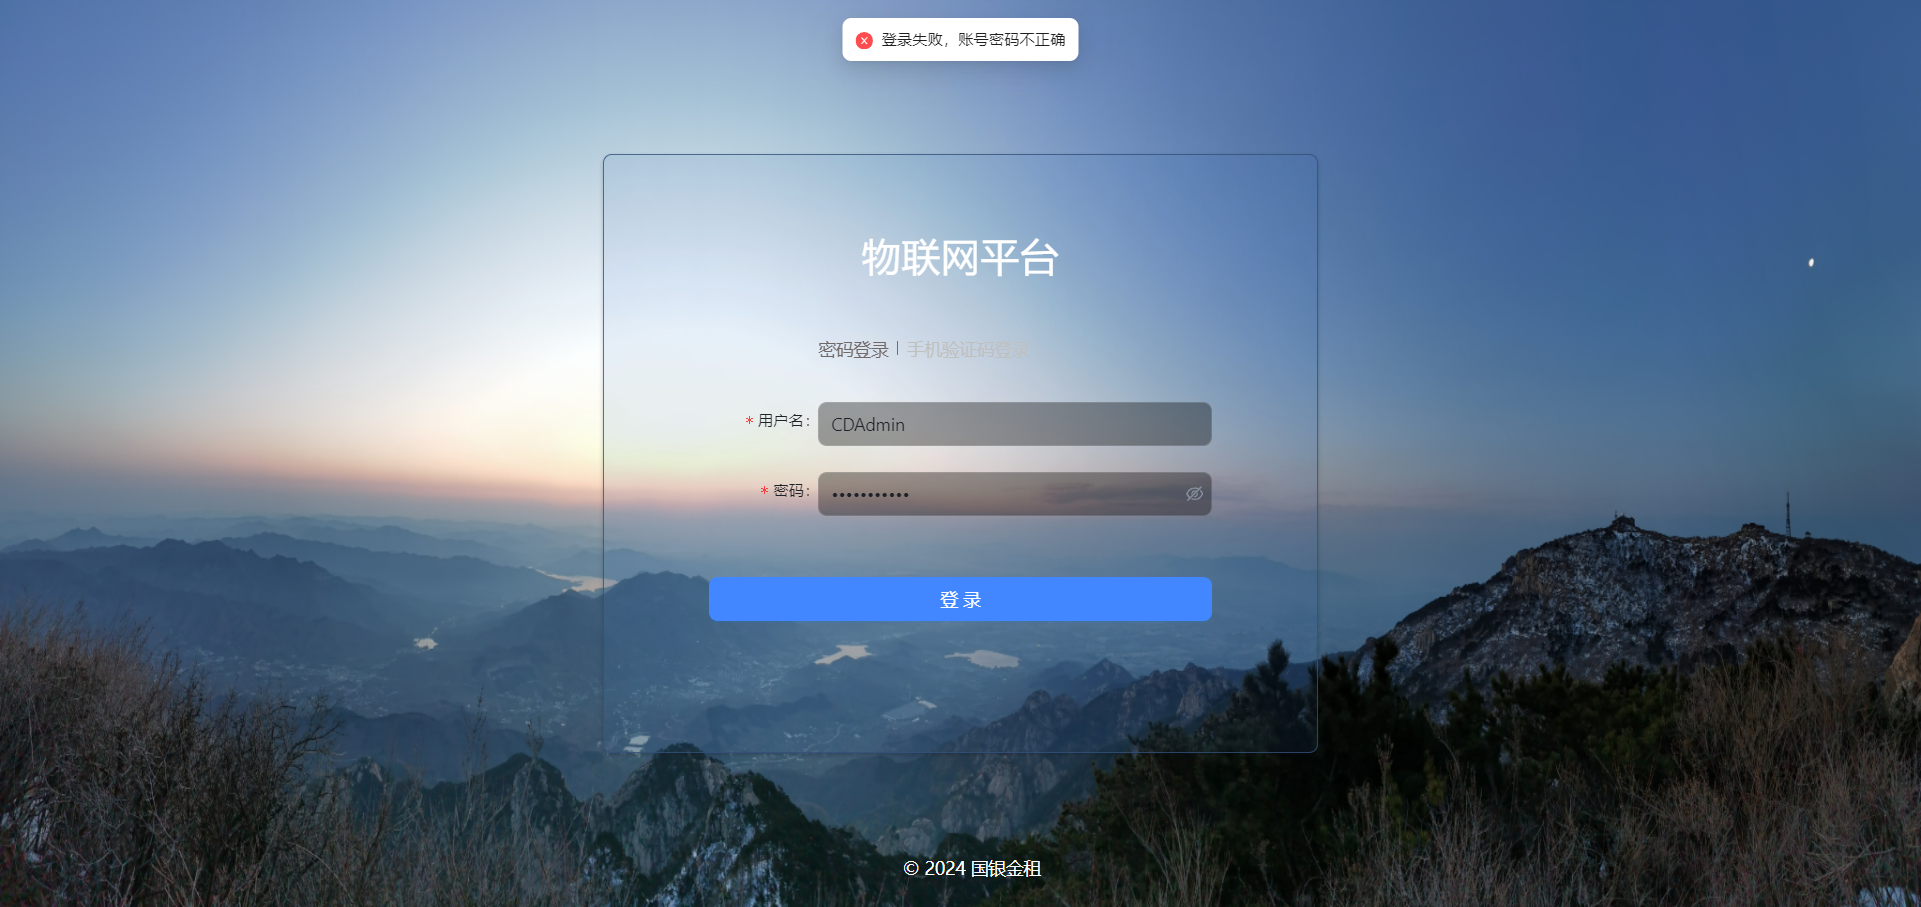 登录失败，账号密码不正确
物联网平台
密码登录 | 手机验证码登录
* 用户名：CDAdmin
* 密码：•••••••••••
登 录
© 2024 国银金租